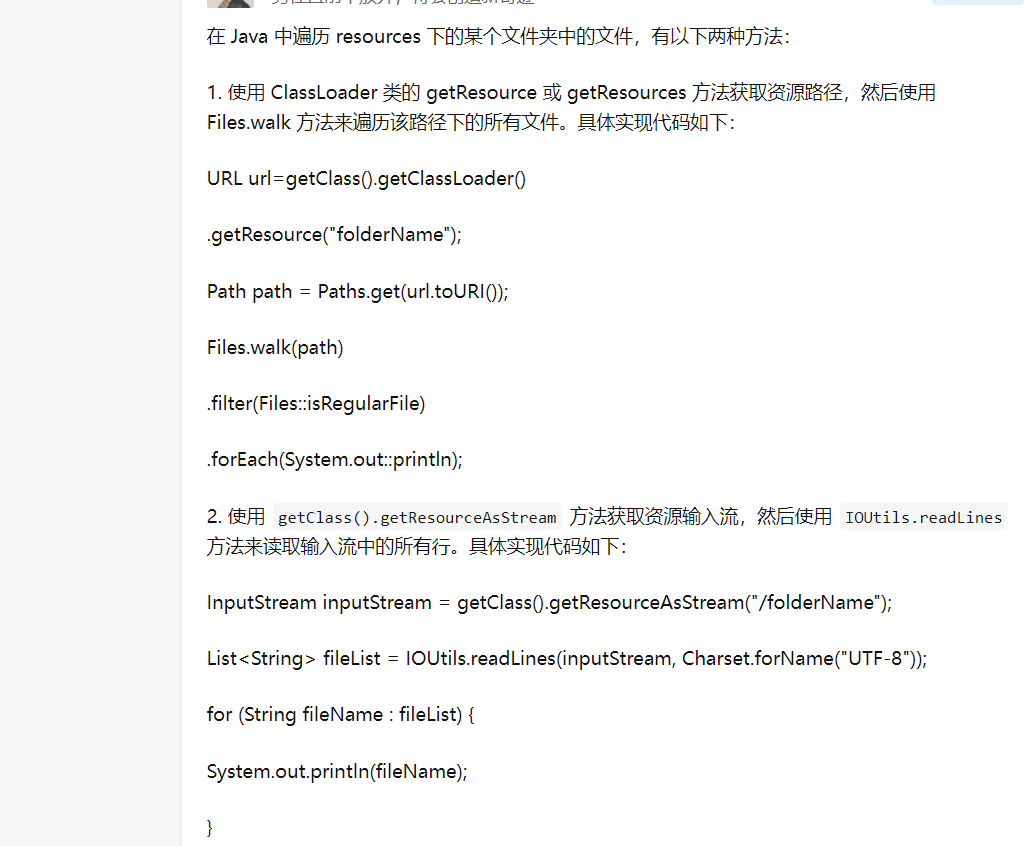 在 Java 中遍历 resources 下的某个文件夹中的文件，有以下两种方法：
1. 使用 ClassLoader 类的 getResource 或 getResources 方法获取资源路径，然后使用
Files.walk 方法来遍历该路径下的所有文件。具体实现代码如下：
URL url=getClass().getClassLoader()
.getResource("folderName");
Path path = Paths.get(url.toURI());
Files.walk(path)
.filter(Files::isRegularFile)
.forEach(System.out::println);
2. 使用 getClass().getResourceAsStream 方法获取资源输入流，然后使用 IOUtils.readLines
方法来读取输入流中的所有行。具体实现代码如下：
InputStream inputStream = getClass().getResourceAsStream("/folderName");
List<String> fileList = IOUtils.readLines(inputStream, Charset.forName("UTF-8"));
for (String fileName : fileList) {
System.out.println(fileName);
}